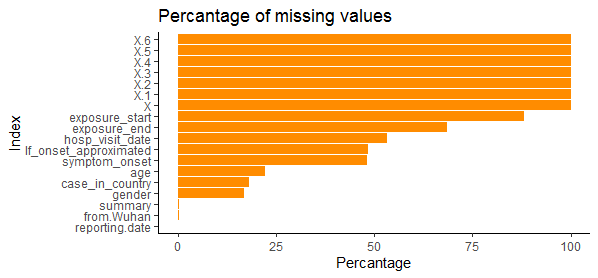 Percantage of missing values
Index
X.6
X.5
X.4
X.3
X.2
X.1
X
exposure_start
exposure_end
hosp_visit_date
If_onset_approximated
symptom_onset
age
case_in_country
gender
summary
from.Wuhan
reporting.date
0 25 50 75 100
Percantage